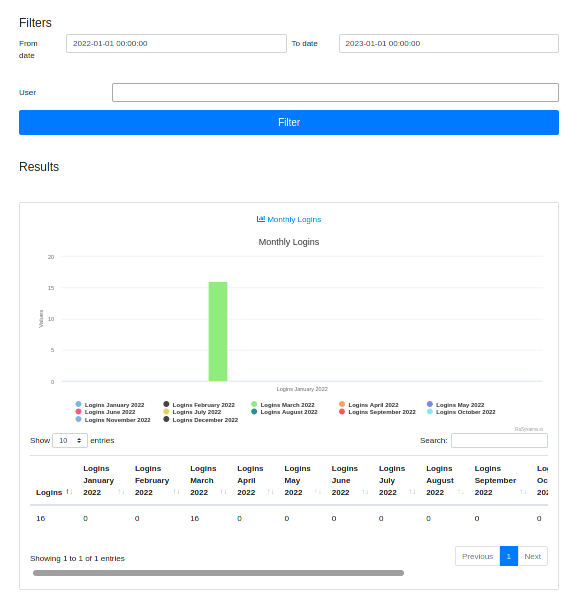 Filters
From date
2022-01-01 00:00:00
To date
2023-01-01 00:00:00
User
Filter
Results
Monthly Logins
Monthly Logins
20
15
10
5
0
Values
Logins January 2022
Logins January 2022 Logins February 2022 Logins March 2022 Logins April 2022 Logins May 2022
Logins June 2022 Logins July 2022 Logins August 2022 Logins September 2022 Logins October 2022
Logins November 2022 Logins December 2022
Show 10 entries Search:
Logins Logins January 2022 Logins February 2022 Logins March 2022 Logins April 2022 Logins May 2022 Logins June 2022 Logins July 2022 Logins August 2022 Logins September 2022
16 0 0 16 0 0 0 0 0 0 0
Showing 1 to 1 of 1 entries
Previous 1 Next